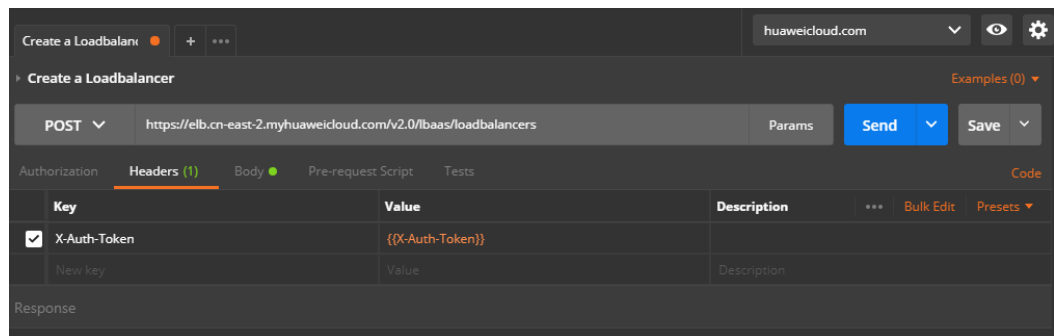 huaweicloud.com
Create a Loadbalanc
+
Create a Loadbalancer
Examples (0)
POST
https://elb.cn-east-2.myhuaweicloud.com/v2.0/lbaas/loadbalancers
Params
Send
Save
Authorization
Headers (1)
Body
Pre-request Script
Tests
Code
Key
Value
Description
Bulk Edit
Presets
X-Auth-Token
{{X-Auth-Token}}
New key
Value
Description
Response